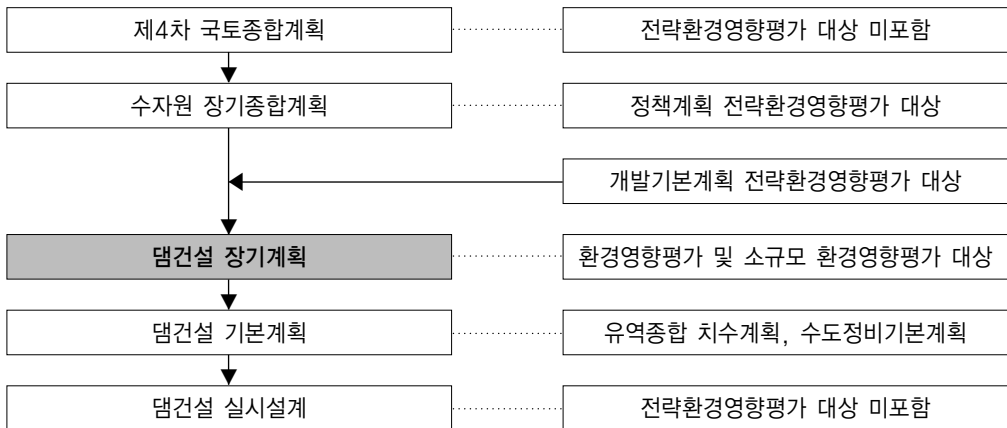 제4차 국토종합계획
전략환경영향평가 대상 미포함
수자원 장기종합계획
정책계획 전략환경영향평가 대상
개발기본계획 전략환경영향평가 대상
댐건설 장기계획
환경영향평가 및 소규모 환경영향평가 대상
댐건설 기본계획
유역종합 치수계획, 수도정비기본계획
댐건설 실시설계
전략환경영향평가 대상 미포함